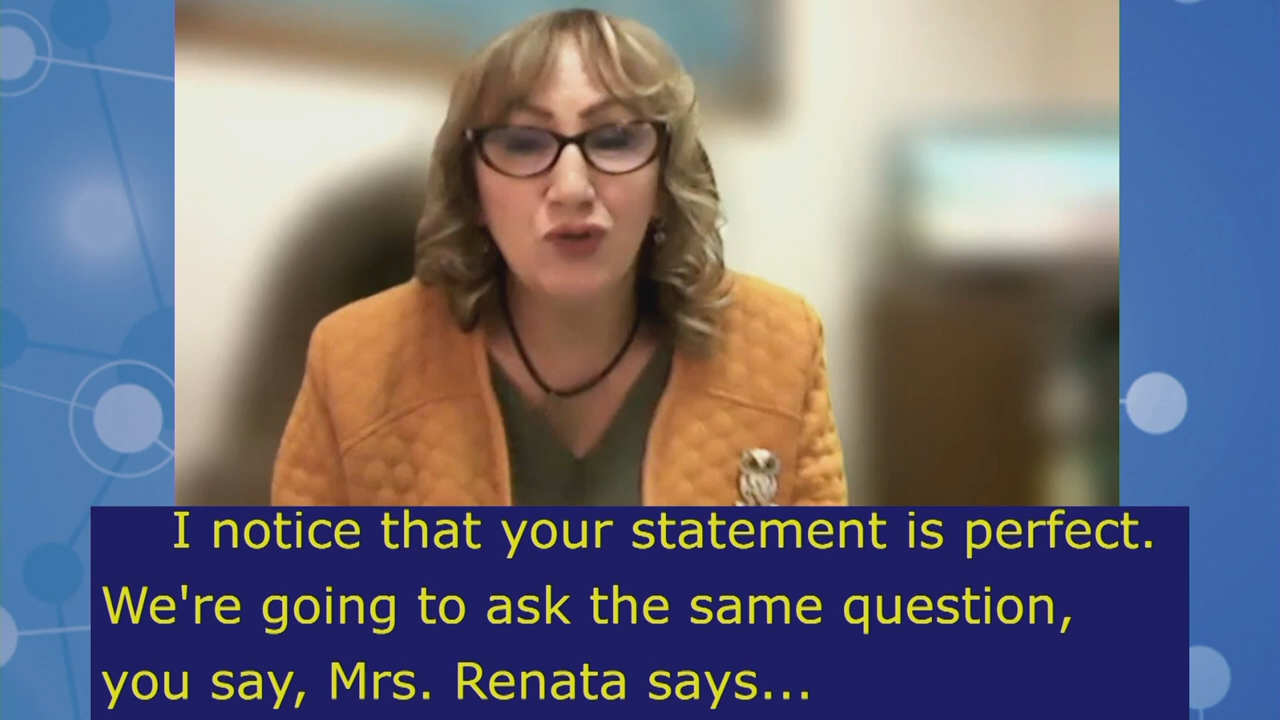 I notice that your statement is perfect.
We're going to ask the same question,
you say, Mrs. Renata says...